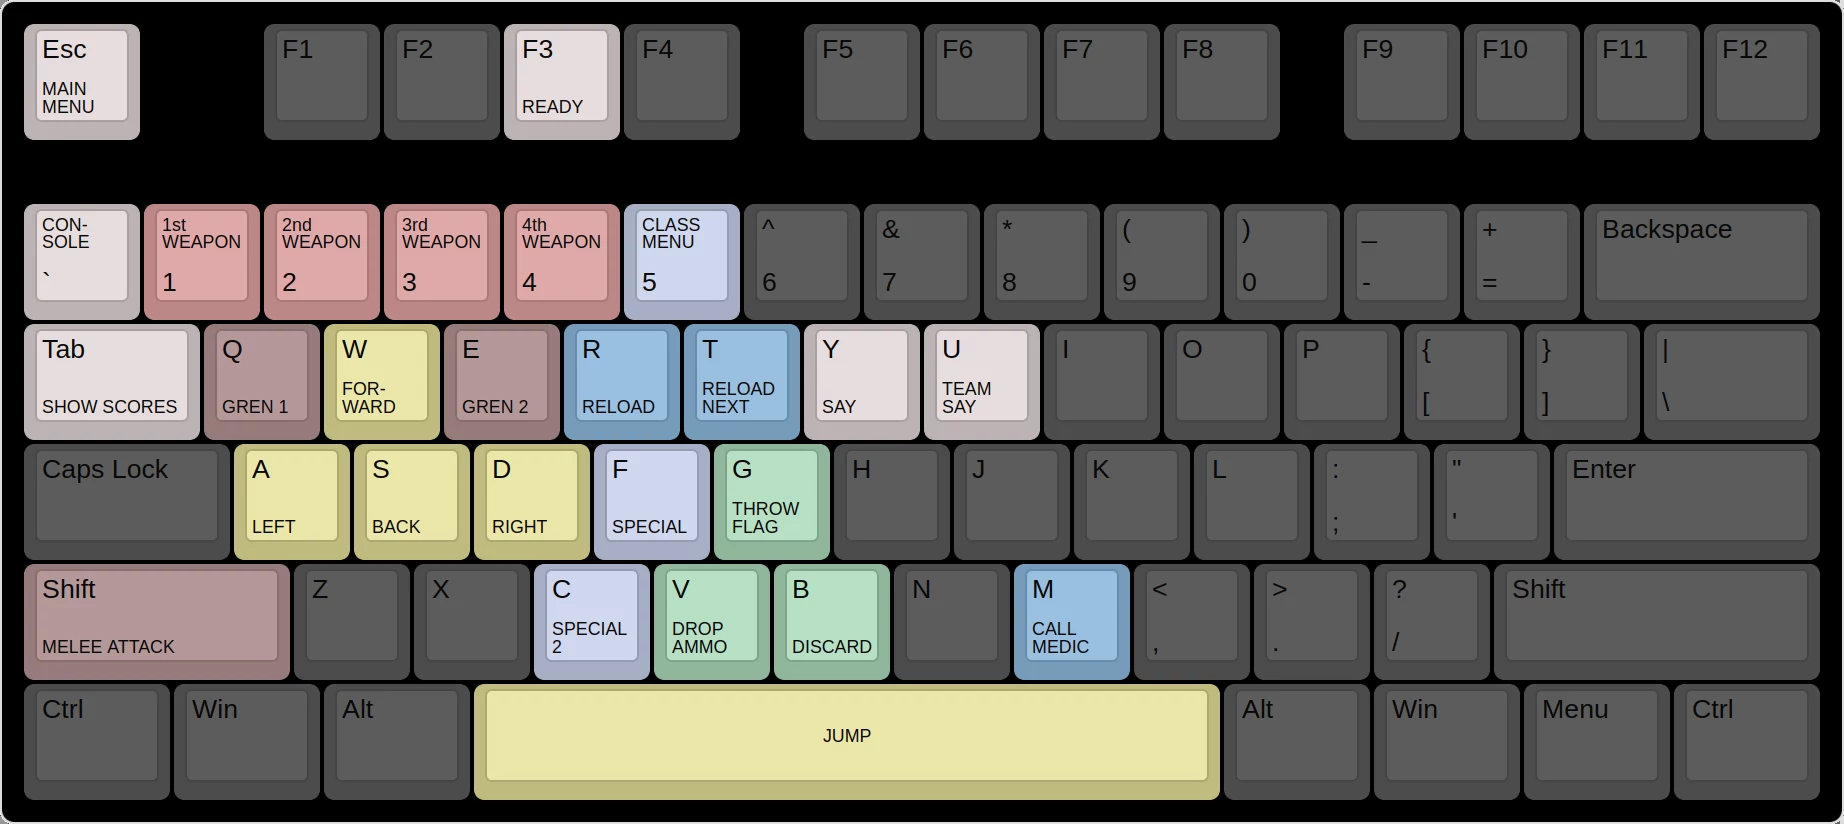 Esc
MAIN
MENU
F1
F2
F3
READY
F4
F5
F6
F7
F8
F9
F10
F11
F12
CON-
SOLE
`
1st
WEAPON
1
2nd
WEAPON
2
3rd
WEAPON
3
4th
WEAPON
4
CLASS
MENU
5
^
6
&
7
*
8
(
9
)
0
_
-
+
=
Backspace
Tab
SHOW SCORES
Q
GREN 1
W
FOR-
WARD
E
GREN 2
R
RELOAD
T
RELOAD
NEXT
Y
SAY
U
TEAM
SAY
I
O
P
{
[
}
]
|
\
Caps Lock
A
LEFT
S
BACK
D
RIGHT
F
SPECIAL
G
THROW
FLAG
H
J
K
L
:
;
"
'
Enter
Shift
MELEE ATTACK
Z
X
C
SPECIAL
2
V
DROP
AMMO
B
DISCARD
N
M
CALL
MEDIC
<
,
>
.
?
/
Shift
Ctrl
Win
Alt
JUMP
Alt
Win
Menu
Ctrl